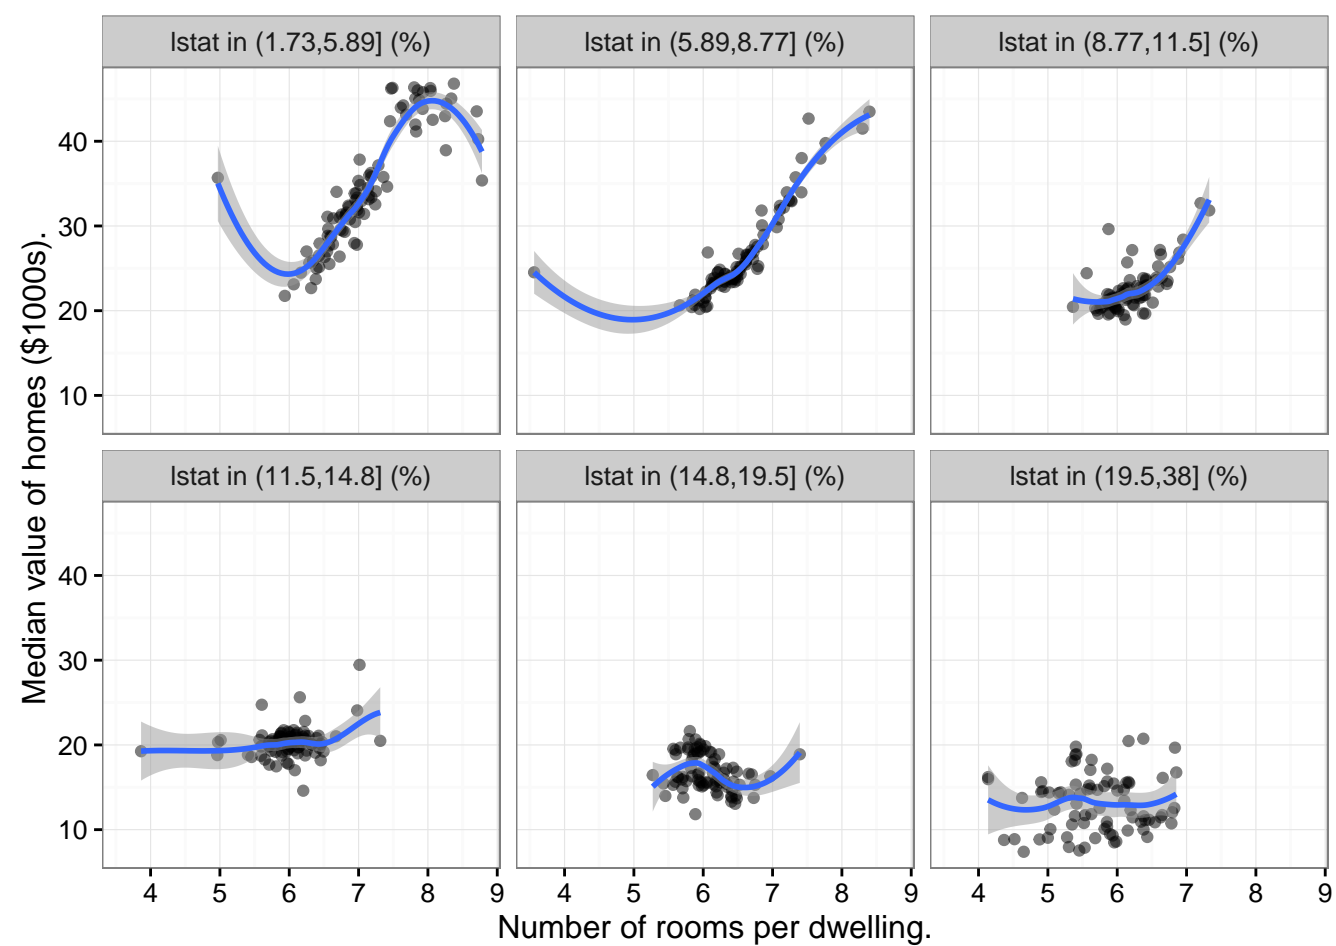 lstat in (1.73,5.89] (%)
lstat in (5.89,8.77] (%)
lstat in (8.77,11.5] (%)
40
30
20
10
lstat in (11.5,14.8] (%)
lstat in (14.8,19.5] (%)
lstat in (19.5,38] (%)
40
30
20
10
4 5 6 7 8 9
4 5 6 7 8 9
4 5 6 7 8 9
Number of rooms per dwelling.
Median value of homes ($1000s).